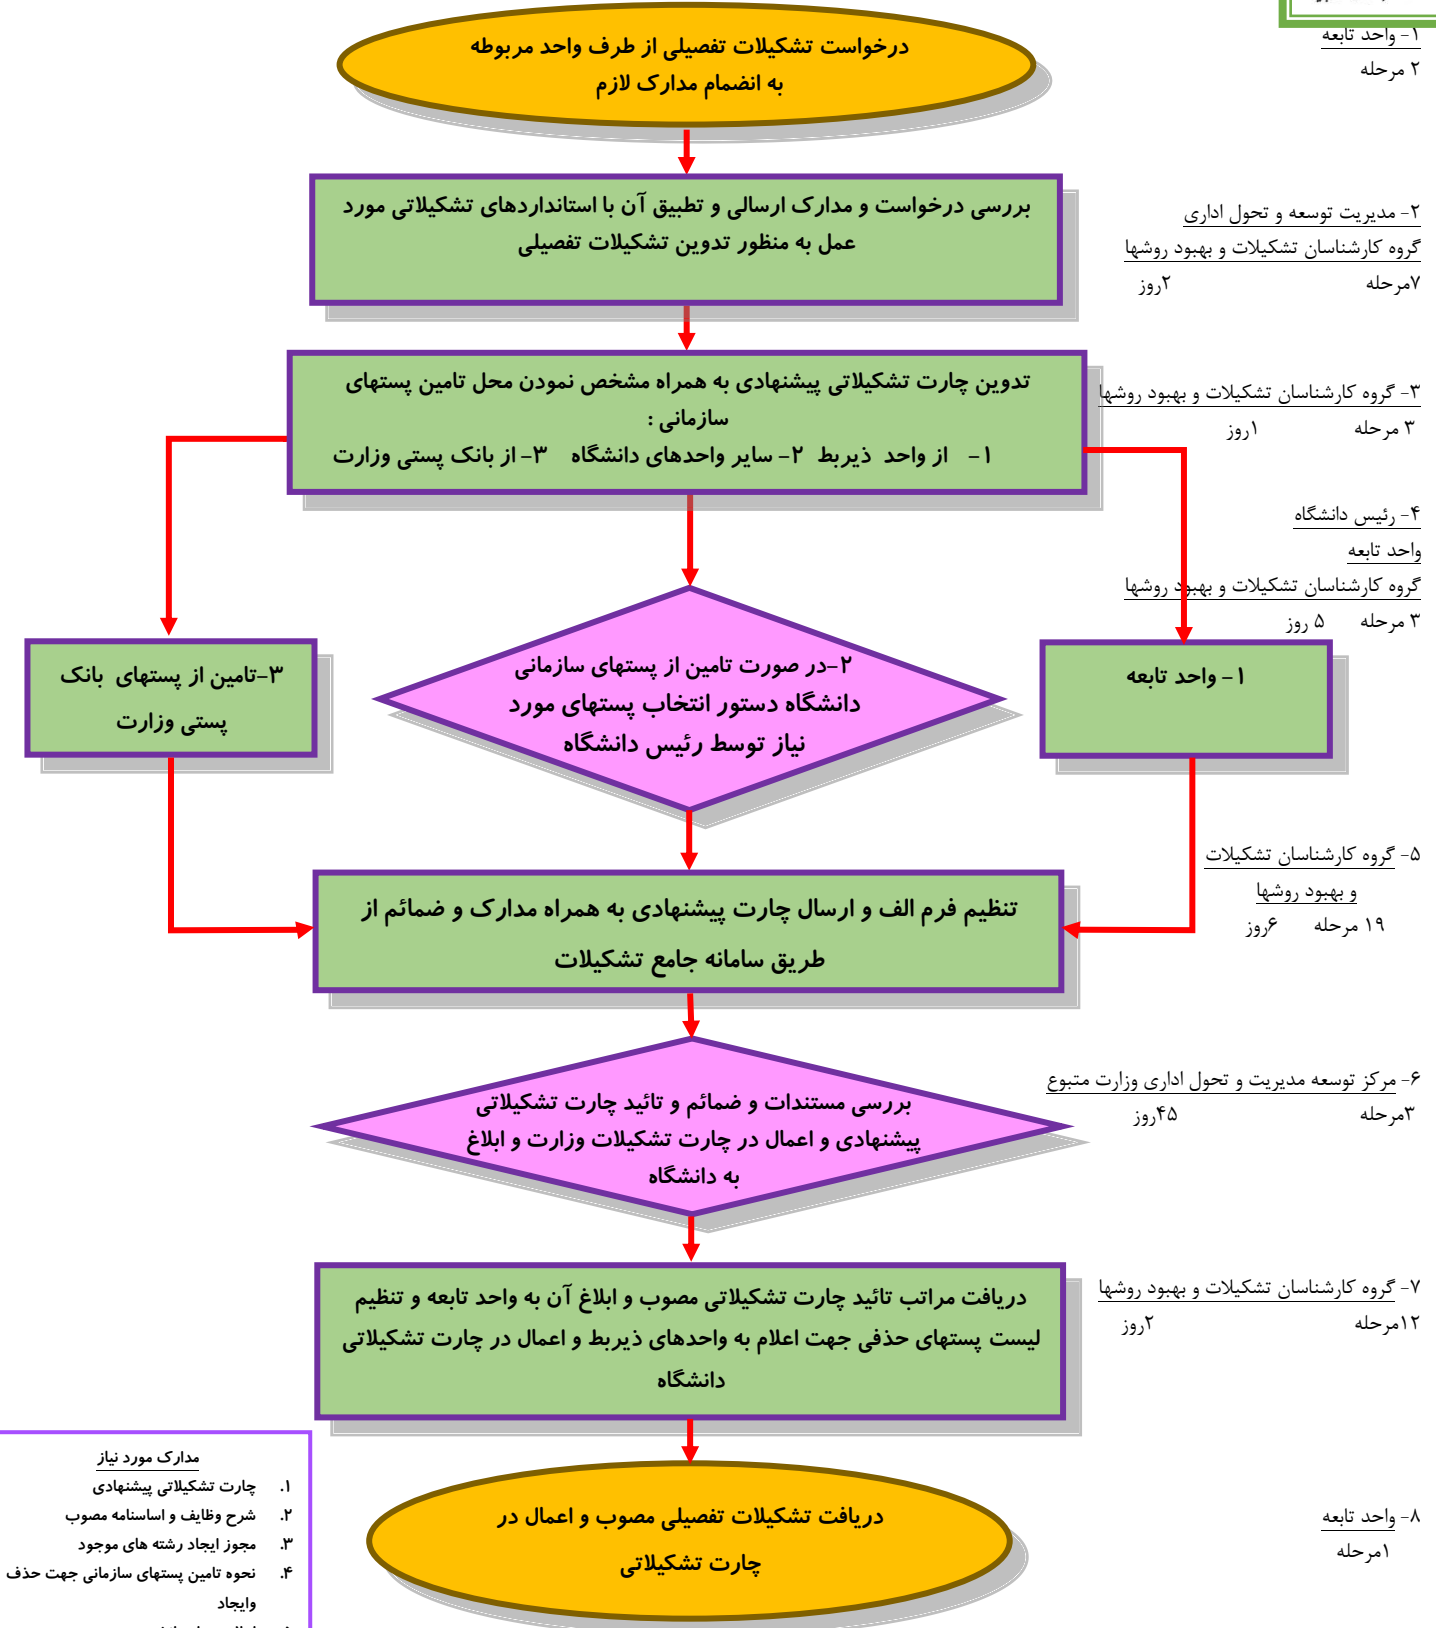 ۱- واحد تابعه
۲ مرحله
درخواست تشکیلات تفصیلی از طرف واحد مربوطه
به انضمام مدارک لازم
بررسی درخواست و مدارک ارسالی و تطبیق آن با استانداردهای تشکیلاتی مورد
عمل به منظور تدوین تشکیلات تفصیلی
۲- مدیریت توسعه و تحول اداری
گروه کارشناسان تشکیلات و بهبود روشها
۷مرحله ۲روز
تدوین چارت تشکیلاتی پیشنهادی به همراه مشخص نمودن محل تامین پستهای
سازمانی :
۱- از واحد ذیربط ۲- سایر واحدهای دانشگاه ۳- از بانک پستی وزارت
۳- گروه کارشناسان تشکیلات و بهبود روشها
۳ مرحله ۱روز
۴- رئیس دانشگاه
واحد تابعه
گروه کارشناسان تشکیلات و بهبود روشها
۳ مرحله ۵ روز
۱- واحد تابعه
۲-در صورت تامین از پستهای سازمانی
دانشگاه دستور انتخاب پستهای مورد
نیاز توسط رئیس دانشگاه
۳-تامین از پستهای بانک
پستی وزارت
۵- گروه کارشناسان تشکیلات
و بهبود روشها
۱۹ مرحله ۶روز
تنظیم فرم الف و ارسال چارت پیشنهادی به همراه مدارک و ضمائم از
طریق سامانه جامع تشکیلات
۶- مرکز توسعه مدیریت و تحول اداری وزارت متبوع
۳مرحله ۴۵روز
بررسی مستندات و ضمائم و تائید چارت تشکیلاتی
پیشنهادی و اعمال در چارت تشکیلات وزارت و ابلاغ
به دانشگاه
۷- گروه کارشناسان تشکیلات و بهبود روشها
۱۲مرحله ۲روز
دریافت مراتب تائید چارت تشکیلاتی مصوب و ابلاغ آن به واحد تابعه و تنظیم
لیست پستهای حذفی جهت اعلام به واحدهای ذیربط و اعمال در چارت تشکیلاتی
دانشگاه
۸- واحد تابعه
۱مرحله
دریافت تشکیلات تفصیلی مصوب و اعمال در
چارت تشکیلاتی
مدارک مورد نیاز
۱. چارت تشکیلاتی پیشنهادی
۲. شرح وظایف و اساسنامه مصوب
۳. مجوز ایجاد رشته های موجود
۴. نحوه تامین پستهای سازمانی جهت حذف
وایجاد